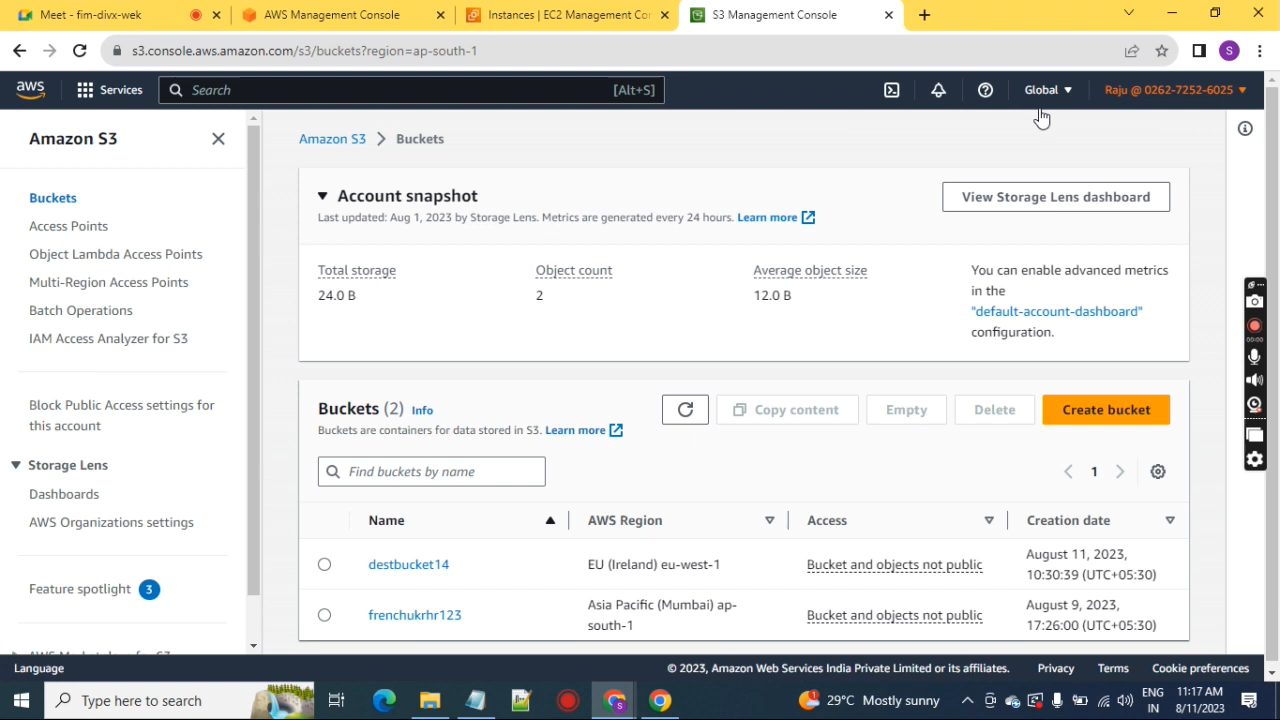 Meet - fim-divx-wek
AWS Management Console
Instances | EC2 Management Co
S3 Management Console
s3.console.aws.amazon.com/s3/buckets?region=ap-south-1
S
aws
Services
Search
[Alt+S]
Global
Raju @ 0262-7252-6025
Amazon S3
Buckets
Access Points
Object Lambda Access Points
Multi-Region Access Points
Batch Operations
IAM Access Analyzer for S3
Block Public Access settings for
this account
Storage Lens
Dashboards
AWS Organizations settings
Feature spotlight 3
Amazon S3 > Buckets
Account snapshot
Last updated: Aug 1, 2023 by Storage Lens. Metrics are generated every 24 hours. Learn more
View Storage Lens dashboard
Total storage
24.0 B
Object count
2
Average object size
12.0 B
You can enable advanced metrics
in the
"default-account-dashboard"
configuration.
Buckets (2) Info
Buckets are containers for data stored in S3. Learn more
Copy content
Empty
Delete
Create bucket
Find buckets by name
1
Name
AWS Region
Access
Creation date
destbucket14
EU (Ireland) eu-west-1
Bucket and objects not public
August 11, 2023,
10:30:39 (UTC+05:30)
frenchukrhr123
Asia Pacific (Mumbai) ap-
south-1
Bucket and objects not public
August 9, 2023,
17:26:00 (UTC+05:30)
00:00
Language
© 2023, Amazon Web Services India Private Limited or its affiliates.
Privacy
Terms
Cookie preferences
Type here to search
29°C Mostly sunny
ENG
IN
11:17 AM
8/11/2023